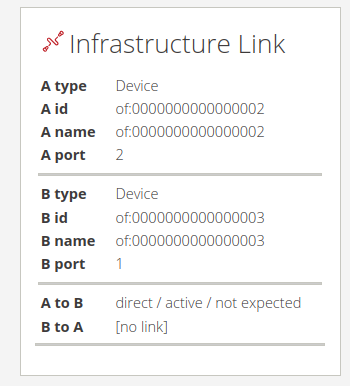 Infrastructure Link
A type Device
A id of:0000000000000002
A name of:0000000000000002
A port 2
B type Device
B id of:0000000000000003
B name of:0000000000000003
B port 1
A to B direct / active / not expected
B to A [no link]